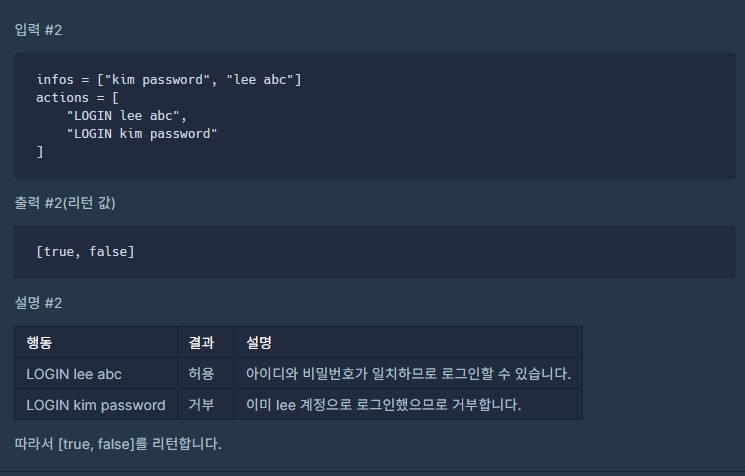 입력 #2
infos = ["kim password", "lee abc"]
actions = [
    "LOGIN lee abc",
    "LOGIN kim password"
]
출력 #2(리턴 값)
[true, false]
설명 #2
행동 결과 설명
LOGIN lee abc 허용 아이디와 비밀번호가 일치하므로 로그인할 수 있습니다.
LOGIN kim password 거부 이미 lee 계정으로 로그인했으므로 거부합니다.
따라서 [true, false]를 리턴합니다.